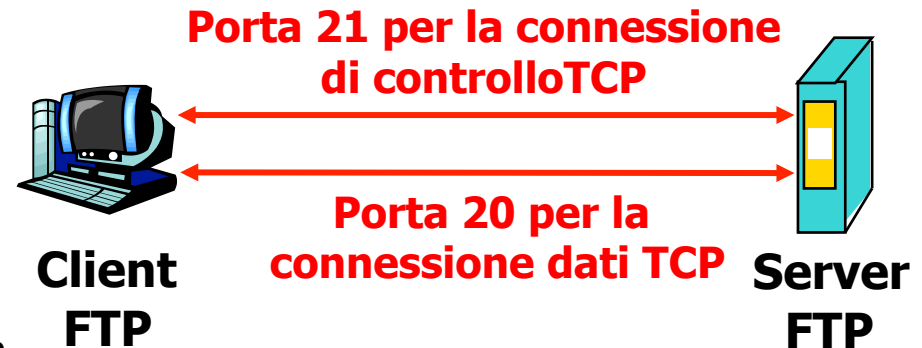 Porta 21 per la connessione
di controlloTCP
Porta 20 per la
connessione dati TCP
Client
FTP
Server
FTP